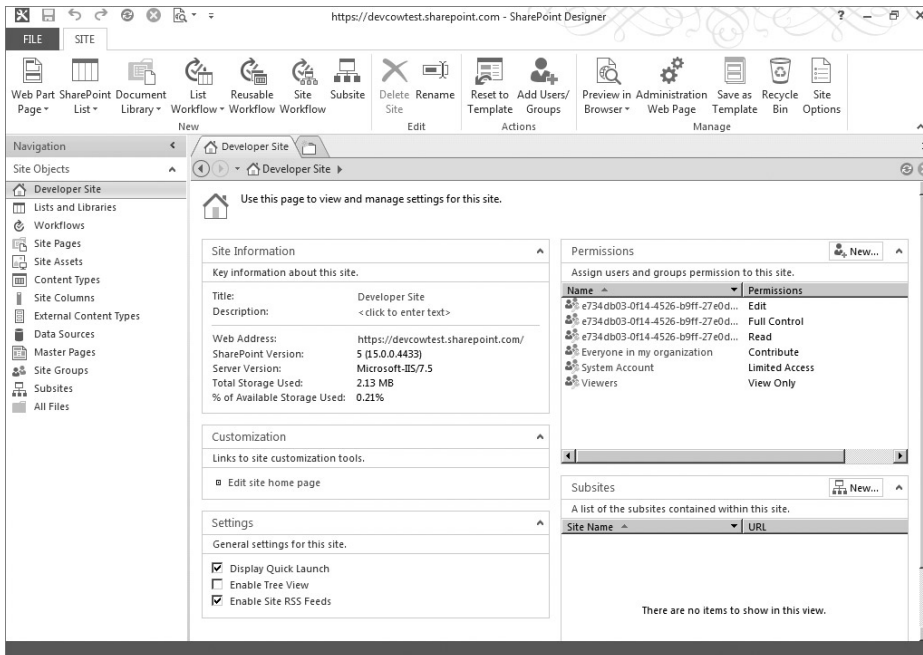 https://devcowtest.sharepoint.com - SharePoint Designer
?
FILE
SITE
Web Part Page
SharePoint List
Document Library
List Workflow
Reusable Workflow
Site Workflow
Subsite
Delete Site
Rename
Reset to Template
Add Users/ Groups
Preview in Browser
Administration Web Page
Save as Template
Recycle Bin
Site Options
New
Edit
Actions
Manage
Navigation
Developer Site
Site Objects
Developer Site
Developer Site
Lists and Libraries
Workflows
Site Pages
Site Assets
Content Types
Site Columns
External Content Types
Data Sources
Master Pages
Site Groups
Subsites
All Files
Use this page to view and manage settings for this site.
Site Information
Key information about this site.
Title: Developer Site
Description: <click to enter text>
Web Address: https://devcowtest.sharepoint.com/
SharePoint Version: 5 (15.0.0.4433)
Server Version: Microsoft-IIS/7.5
Total Storage Used: 2.13 MB
% of Available Storage Used: 0.21%
Customization
Links to site customization tools.
Edit site home page
Settings
General settings for this site.
Display Quick Launch
Enable Tree View
Enable Site RSS Feeds
Permissions
New...
Assign users and groups permission to this site.
Name Permissions
e734db03-0f14-4526-b9ff-27e0d... Edit
e734db03-0f14-4526-b9ff-27e0d... Full Control
e734db03-0f14-4526-b9ff-27e0d... Read
Everyone in my organization Contribute
System Account Limited Access
Viewers View Only
Subsites
New...
A list of the subsites contained within this site.
Site Name URL
There are no items to show in this view.